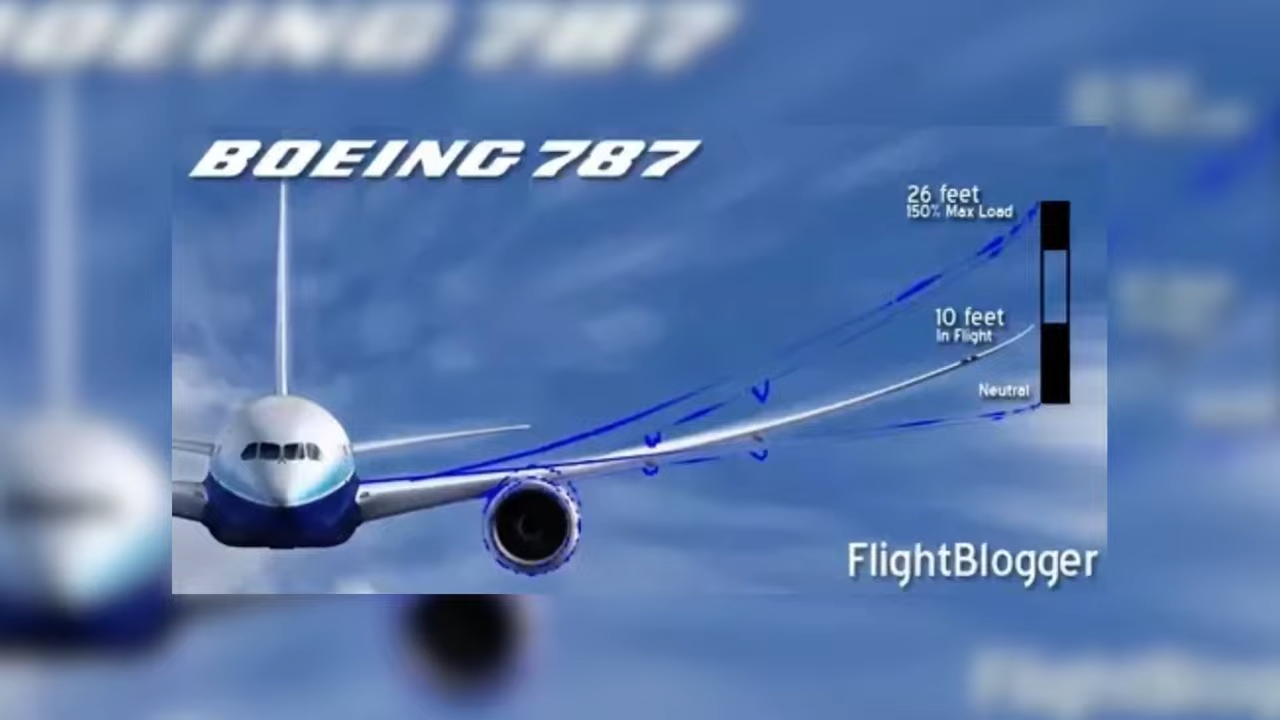 BOEING 787
26 feet
150% Max Load
10 feet
In Flight
Neutral
FlightBlogger